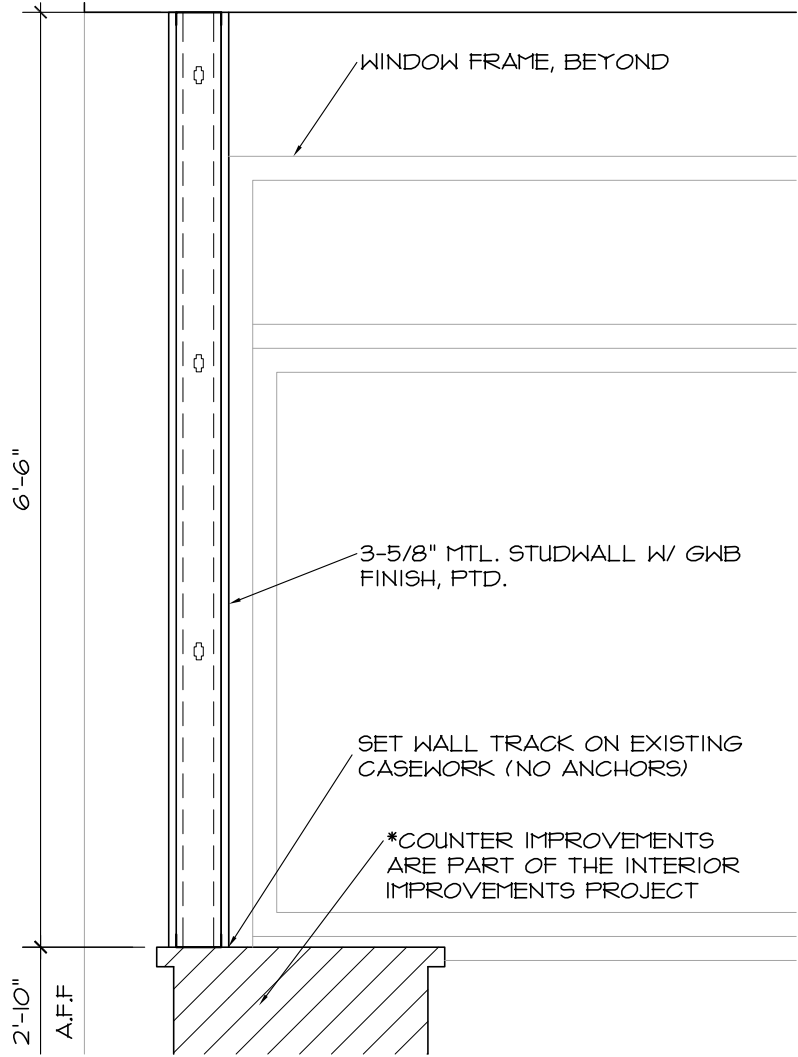 WINDOW FRAME, BEYOND
6'-6"
3-5/8" MTL. STUDWALL W/ GWB
FINISH, PTD.
SET WALL TRACK ON EXISTING
CASEWORK (NO ANCHORS)
*COUNTER IMPROVEMENTS
ARE PART OF THE INTERIOR
IMPROVEMENTS PROJECT
2'-10"
A.F.F